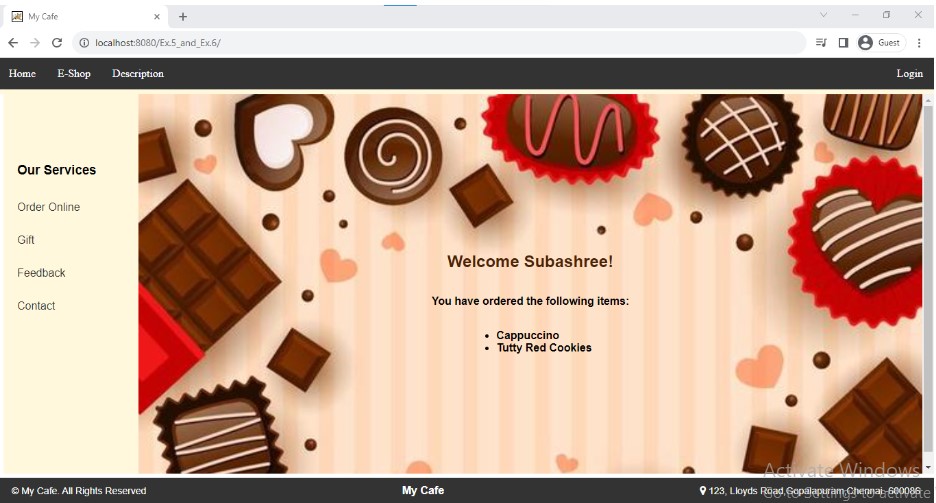 My Cafe
localhost:8080/Ex.5_and_Ex.6/
Guest
Home E-Shop Description Login
Our Services
Order Online
Gift
Feedback
Contact
Welcome Subashree!
You have ordered the following items:
Cappuccino
Tutty Red Cookies
Activate Windows
Go to Settings to activate
© My Cafe. All Rights Reserved My Cafe 123, Lloyds Road,Gopalapuram,Chennai- 600086